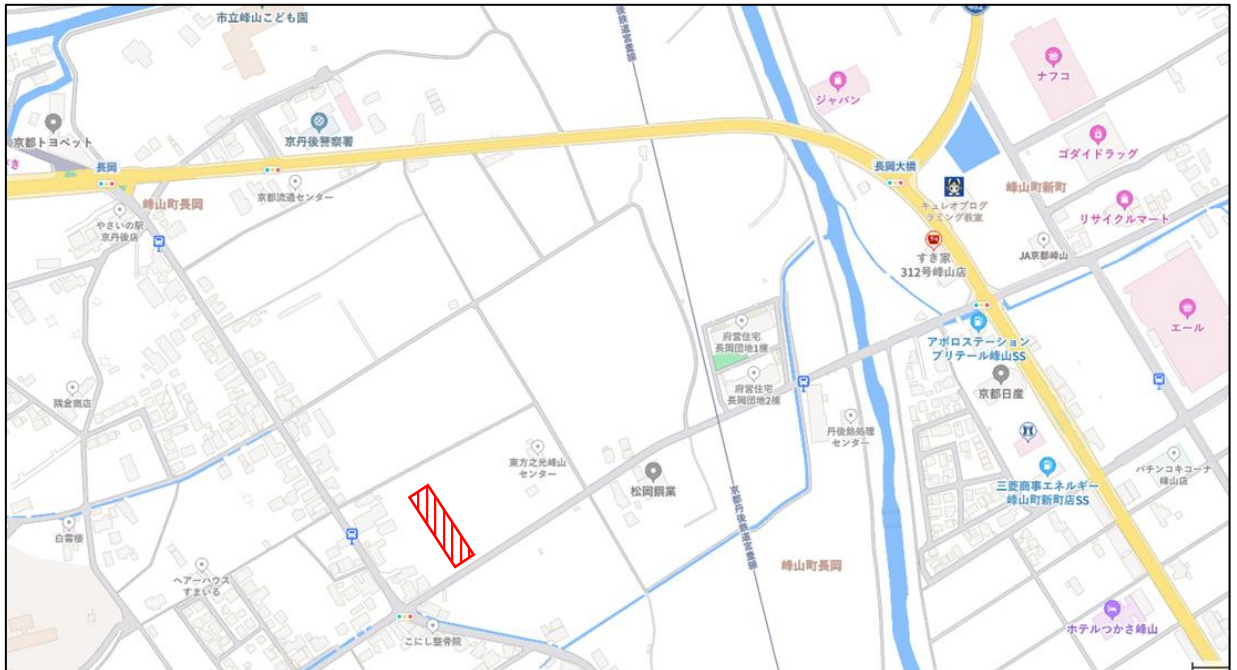 市立峰山こども園
482
ナフコ
ジャパン
京都トヨペット
京丹後警察署
ゴダイドラッグ
長岡
長岡大橋
峰山町長岡
京都流通センター
キュレオプログ
ラミング教室
峰山町新町
リサイクルマート
やさいの駅
京丹後店
すき家
312号峰山店
JA京都峰山
エール
府営住宅
長岡団地1棟
アポロステーション
プリテール峰山SS
府営住宅
長岡団地2棟
京都日産
隅倉商店
丹後鉄処理
センター
東方之光峰山
センター
松岡鋼業
三菱商事エネルギー
峰山町新町店SS
パチンコキコーナ
峰山店
京都丹後鉄道宮豊線
白雲楼
ヘアーハウス
すまいる
峰山町長岡
こにし整骨院
ホテルつかさ峰山